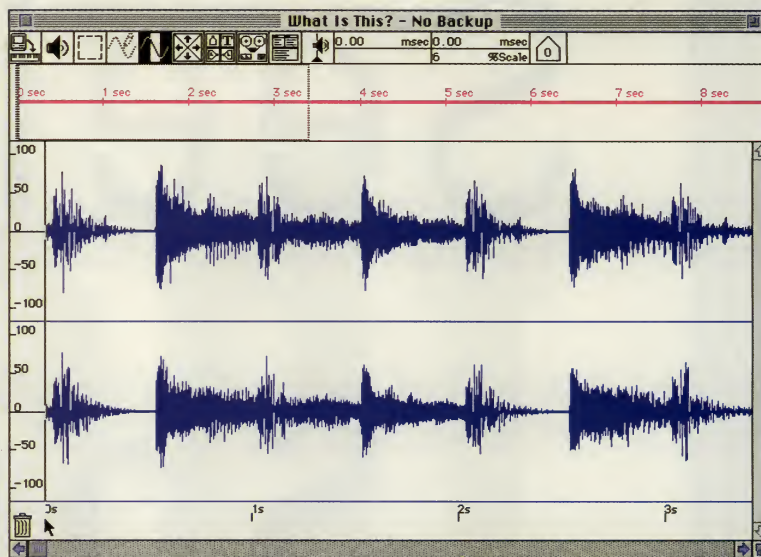 What Is This? - No Backup
0.00 msec 0.00 msec
6 %Scale
0
0 sec 1 sec 2 sec 3 sec 4 sec 5 sec 6 sec 7 sec 8 sec
100
50
0
-50
-100
100
50
0
-50
-100
0s 1s 2s 3s